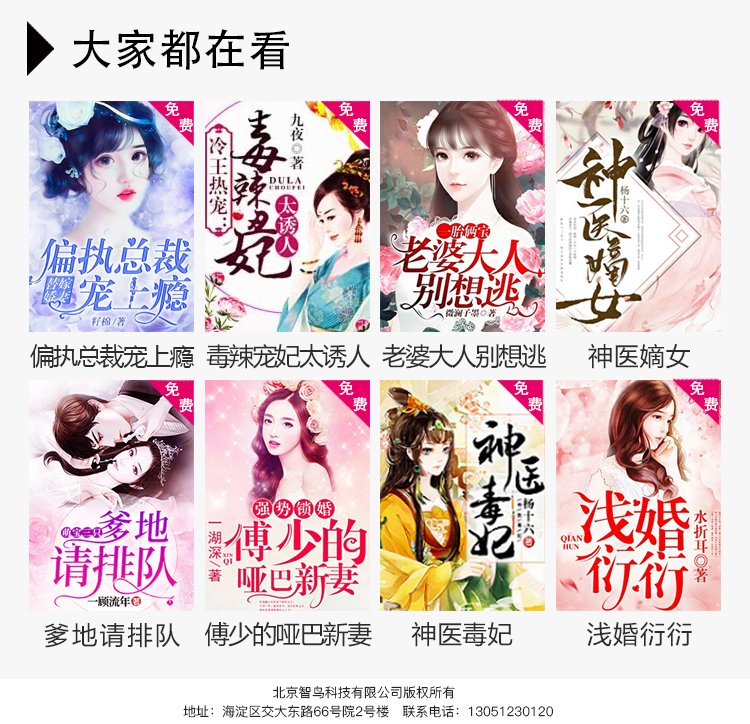 大家都在看
免费
偏执总裁
宠上瘾
籽棉/著
免费
九夜◎著
冷王热宠：
毒辣丑妃
DULA
CHOUFEI
太诱人
免费
一胎俩宝
老婆大人
别想逃
微澜子墨◎著
免费
神医嫡女
杨十六 著
偏执总裁宠上瘾
毒辣宠妃太诱人
老婆大人别想逃
神医嫡女
免费
萌宝三只
爹地
请排队
一顾流年 著
免费
强势锁婚
傅少的
哑巴新妻
一湖深/著
XIN
QI
免费
神医毒妃
杨十六 著
免费
浅婚
衍衍
QIAN
HUN
水折耳◎著
爹地请排队
傅少的哑巴新妻
神医毒妃
浅婚衍衍
北京智鸟科技有限公司版权所有
地址：海淀区交大东路66号院2号楼 联系电话：13051230120